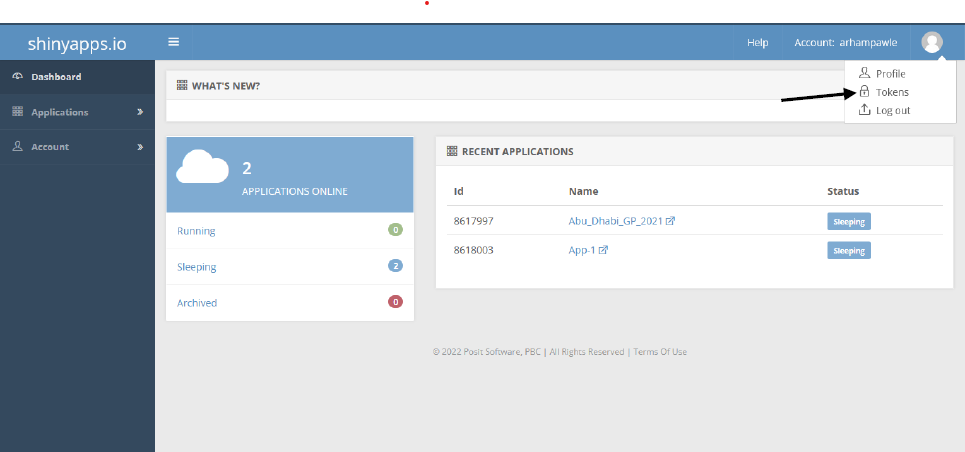 shinyapps.io
Help
Account: arhampawle
Dashboard
Applications
Account
Profile
Tokens
Log out
WHAT'S NEW?
2
APPLICATIONS ONLINE
Running 0
Sleeping 2
Archived 0
RECENT APPLICATIONS
Id Name Status
8617997 Abu_Dhabi_GP_2021 Sleeping
8618003 App-1 Sleeping
© 2022 Posit Software, PBC | All Rights Reserved | Terms Of Use